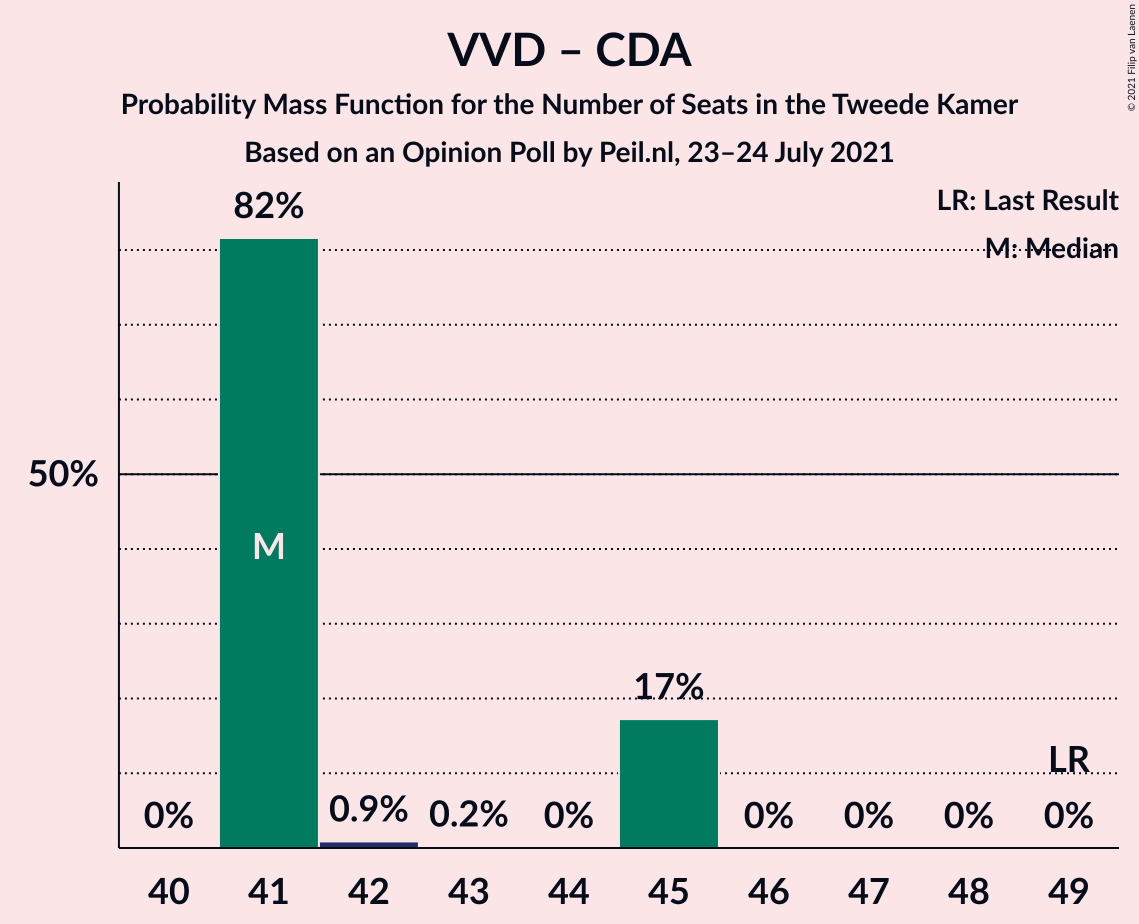 VVD – CDA
Probability Mass Function for the Number of Seats in the Tweede Kamer
Based on an Opinion Poll by Peil.nl, 23–24 July 2021
© 2021 Filip van Laenen
LR: Last Result
M: Median
82%
50%
M
17%
LR
0%
0.9%
0.2%
0%
0%
0%
0%
0%
40 41 42 43 44 45 46 47 48 49